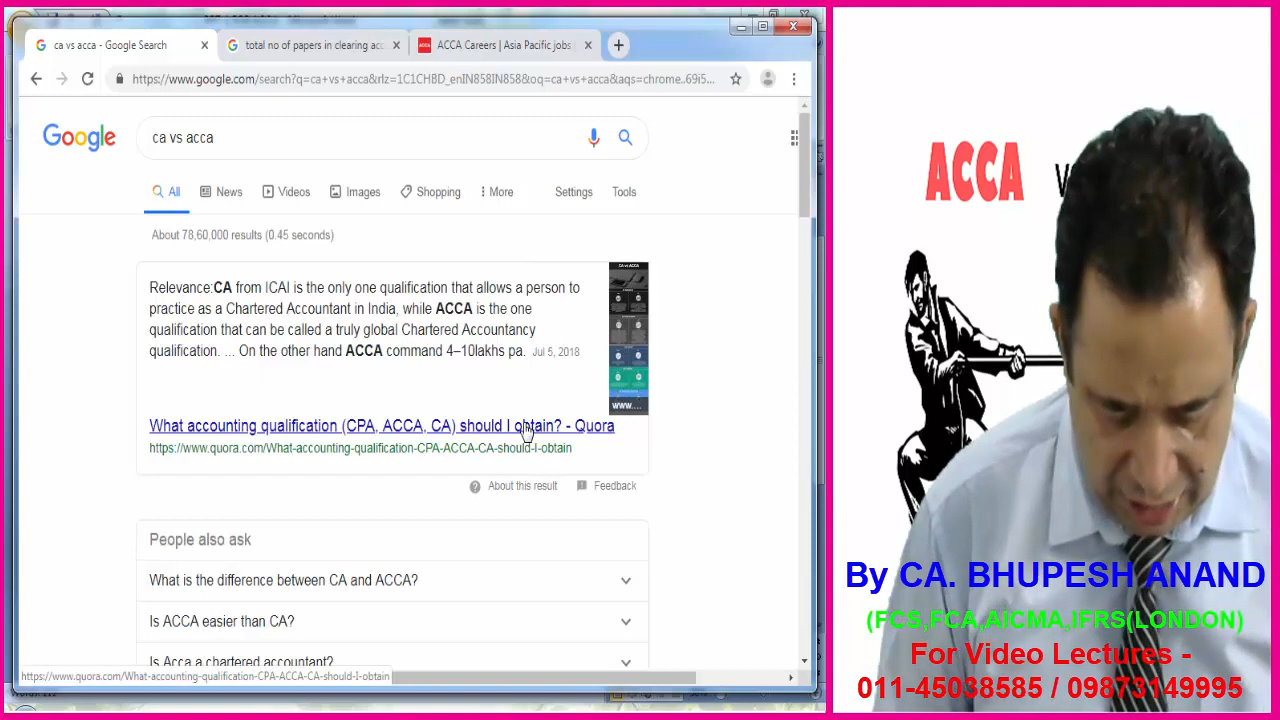 ca vs acca - Google Search
total no of papers in clearing acc
ACCA
ACCA Careers | Asia Pacific jobs
https://www.google.com/search?q=ca+vs+acca&rlz=1C1CHBD_enIN858IN858&oq=ca+vs+acca&aqs=chrome..69i5...
Google
ca vs acca
All
News
Videos
Images
Shopping
More
Settings
Tools
About 78,60,000 results (0.45 seconds)
Relevance:CA from ICAI is the only one qualification that allows a person to
practice as a Chartered Accountant in India, while ACCA is the one
qualification that can be called a truly global Chartered Accountancy
qualification. ... On the other hand ACCA command 4–10lakhs pa. Jul 5, 2018
CA vs ACCA
www....
What accounting qualification (CPA, ACCA, CA) should I obtain? - Quora
https://www.quora.com/What-accounting-qualification-CPA-ACCA-CA-should-I-obtain
About this result
Feedback
People also ask
What is the difference between CA and ACCA?
Is ACCA easier than CA?
Is Acca a chartered accountant?
https://www.quora.com/What-accounting-qualification-CPA-ACCA-CA-should-I-obtain
ACCA V
By CA. BHUPESH ANAND
(FCS,FCA,AICMA,IFRS(LONDON)
For Video Lectures -
011-45038585 / 09873149995